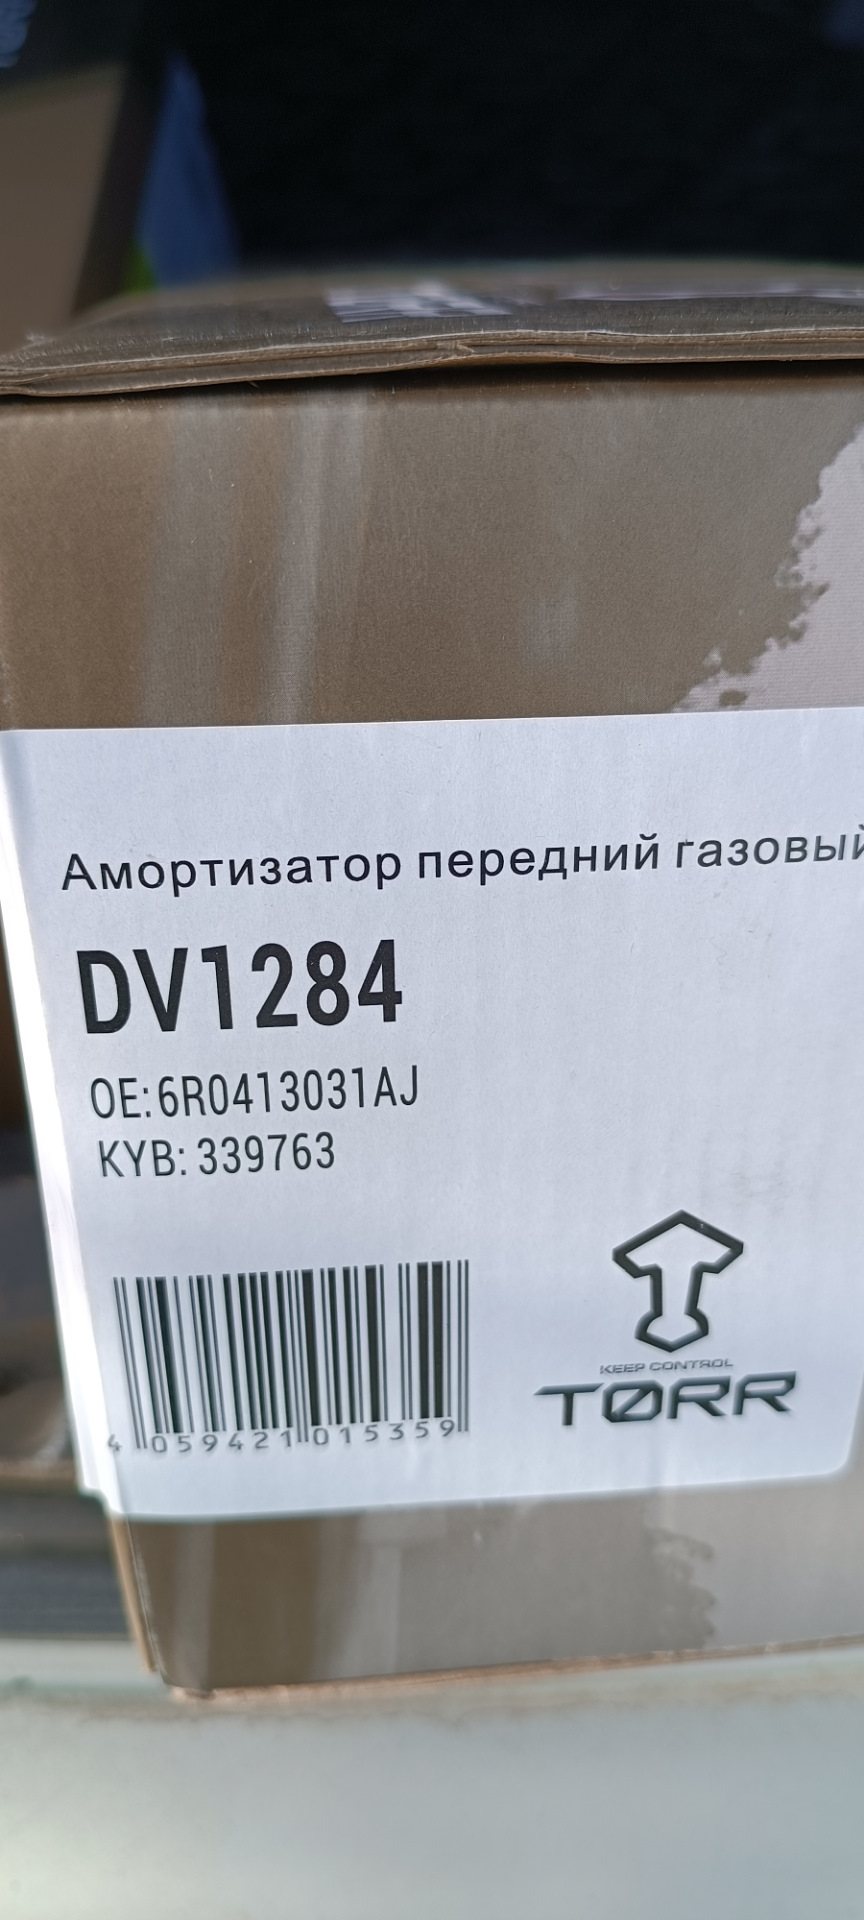 Амортизатор передний газовый
DV1284
OE: 6R0413031AJ
KYB: 339763
4 059421 015359
KEEP CONTROL
TØRR